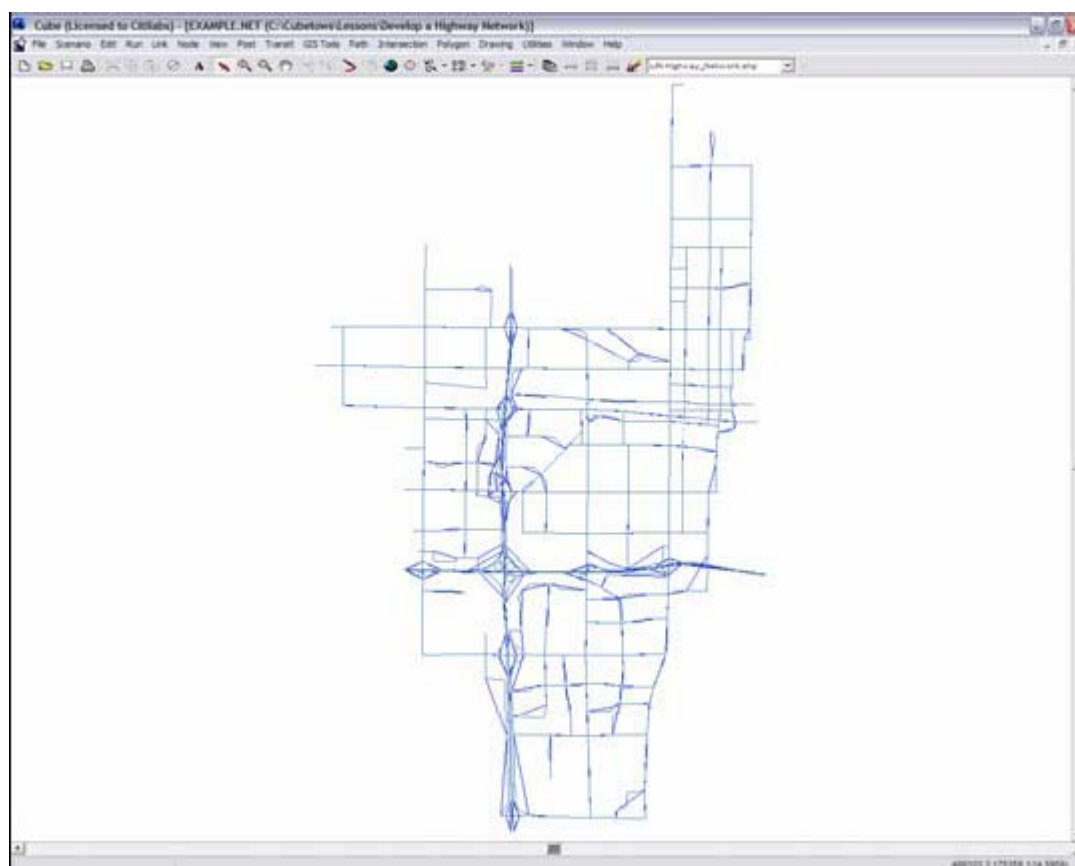 Cube (Licensed to Citilabs) - [EXAMPLE.NET (C:\Cubetown\Lessons\Develop a Highway Network)]
File Scenario Edit Run Link Node View Post Transit GIS Tools Path Intersection Polygon Drawing Utilities Window Help
A